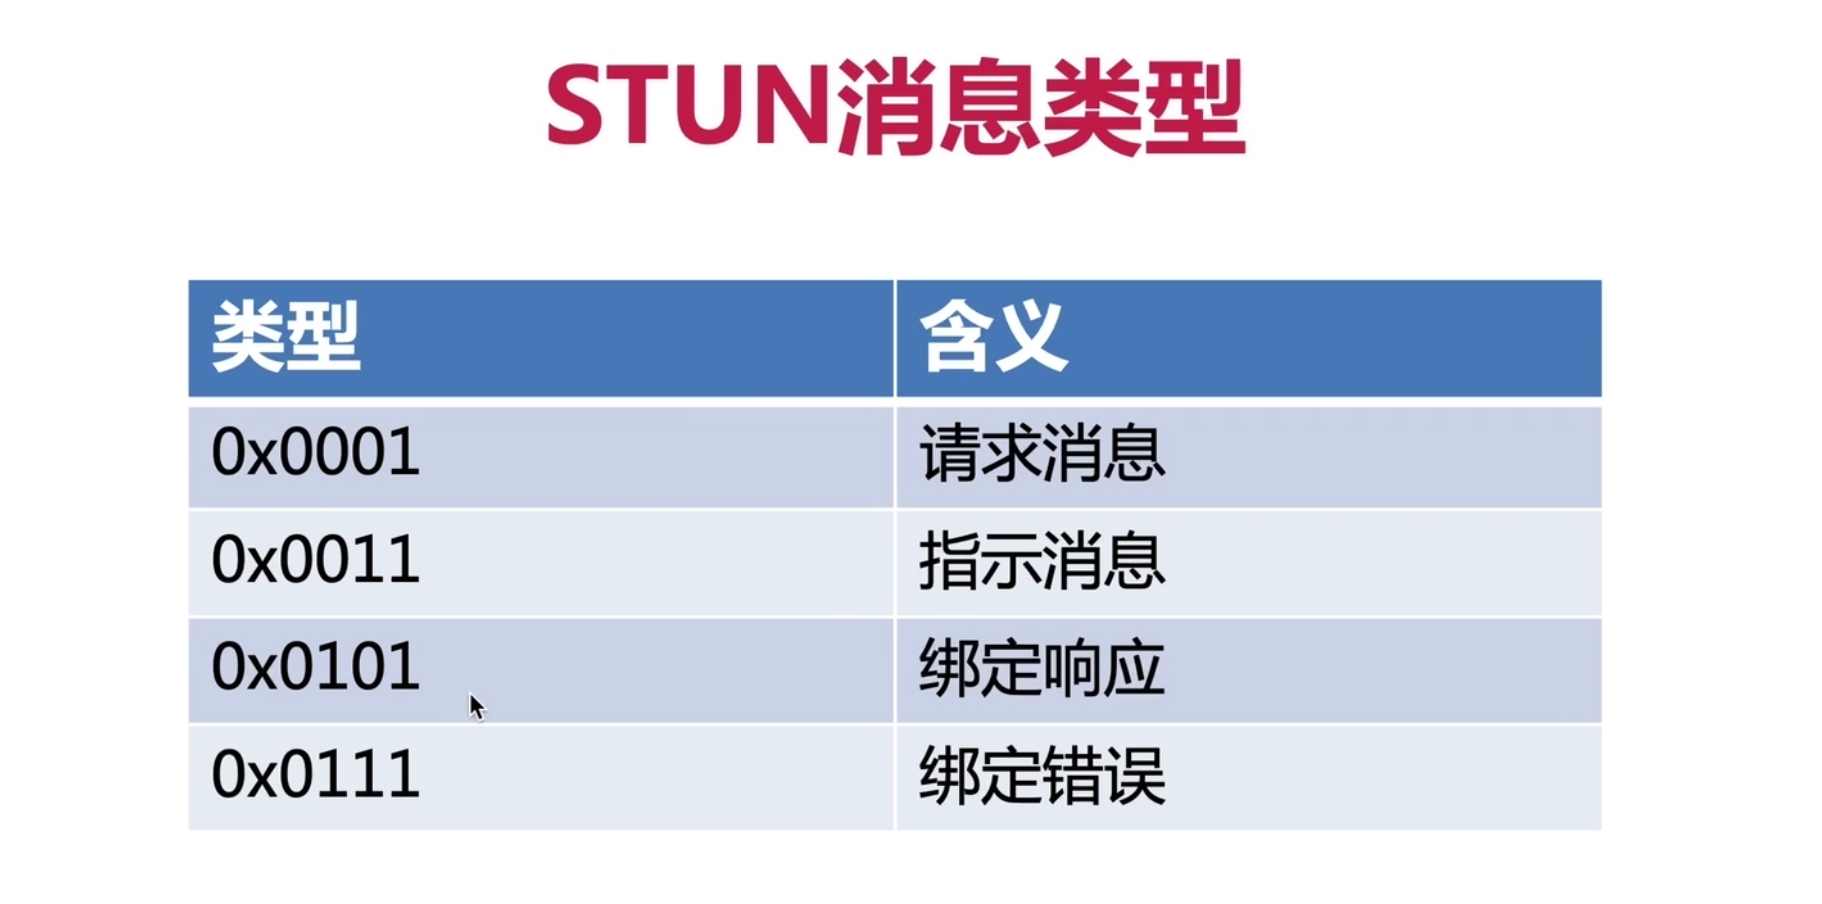 STUN消息类型
类型 含义
0x0001 请求消息
0x0011 指示消息
0x0101 绑定响应
0x0111 绑定错误